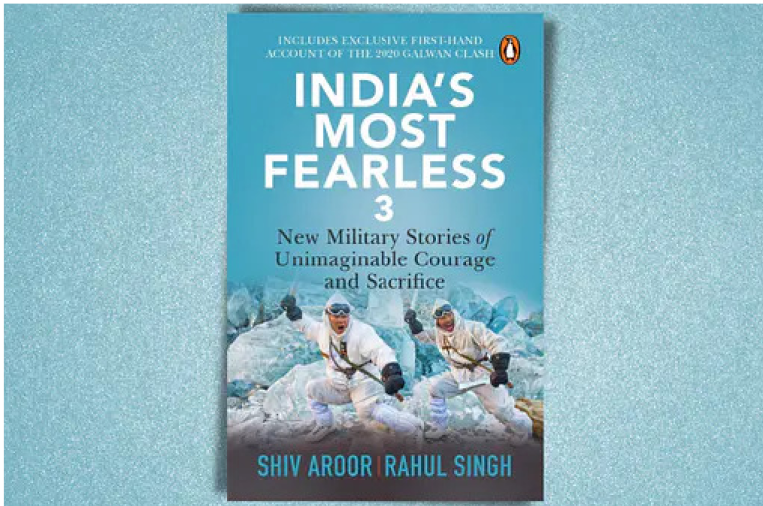 INCLUDES EXCLUSIVE FIRST-HAND
ACCOUNT OF THE 2020 GALWAN CLASH
INDIA'S
MOST
FEARLESS
3
New Military Stories of
Unimaginable Courage
and Sacrifice
SHIV AROOR | RAHUL SINGH